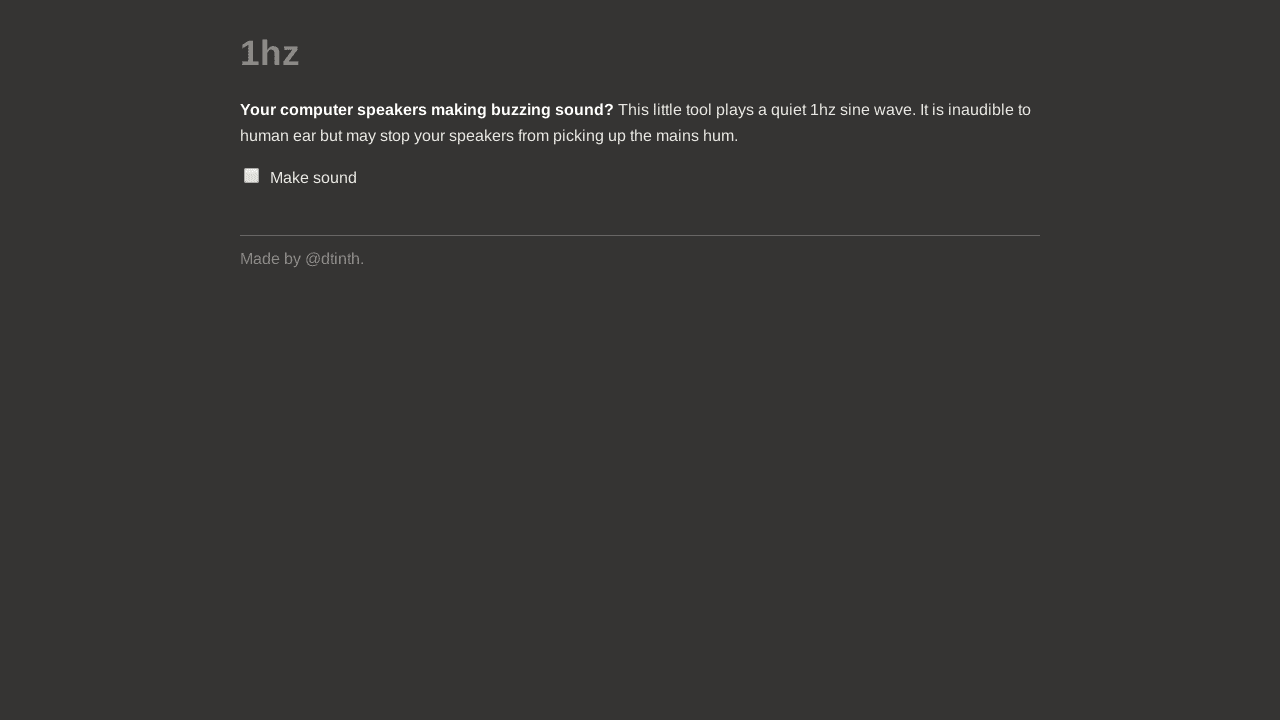 1hz
Your computer speakers making buzzing sound? This little tool plays a quiet 1hz sine wave. It is inaudible to
human ear but may stop your speakers from picking up the mains hum.
Make sound
Made by @dtinth.